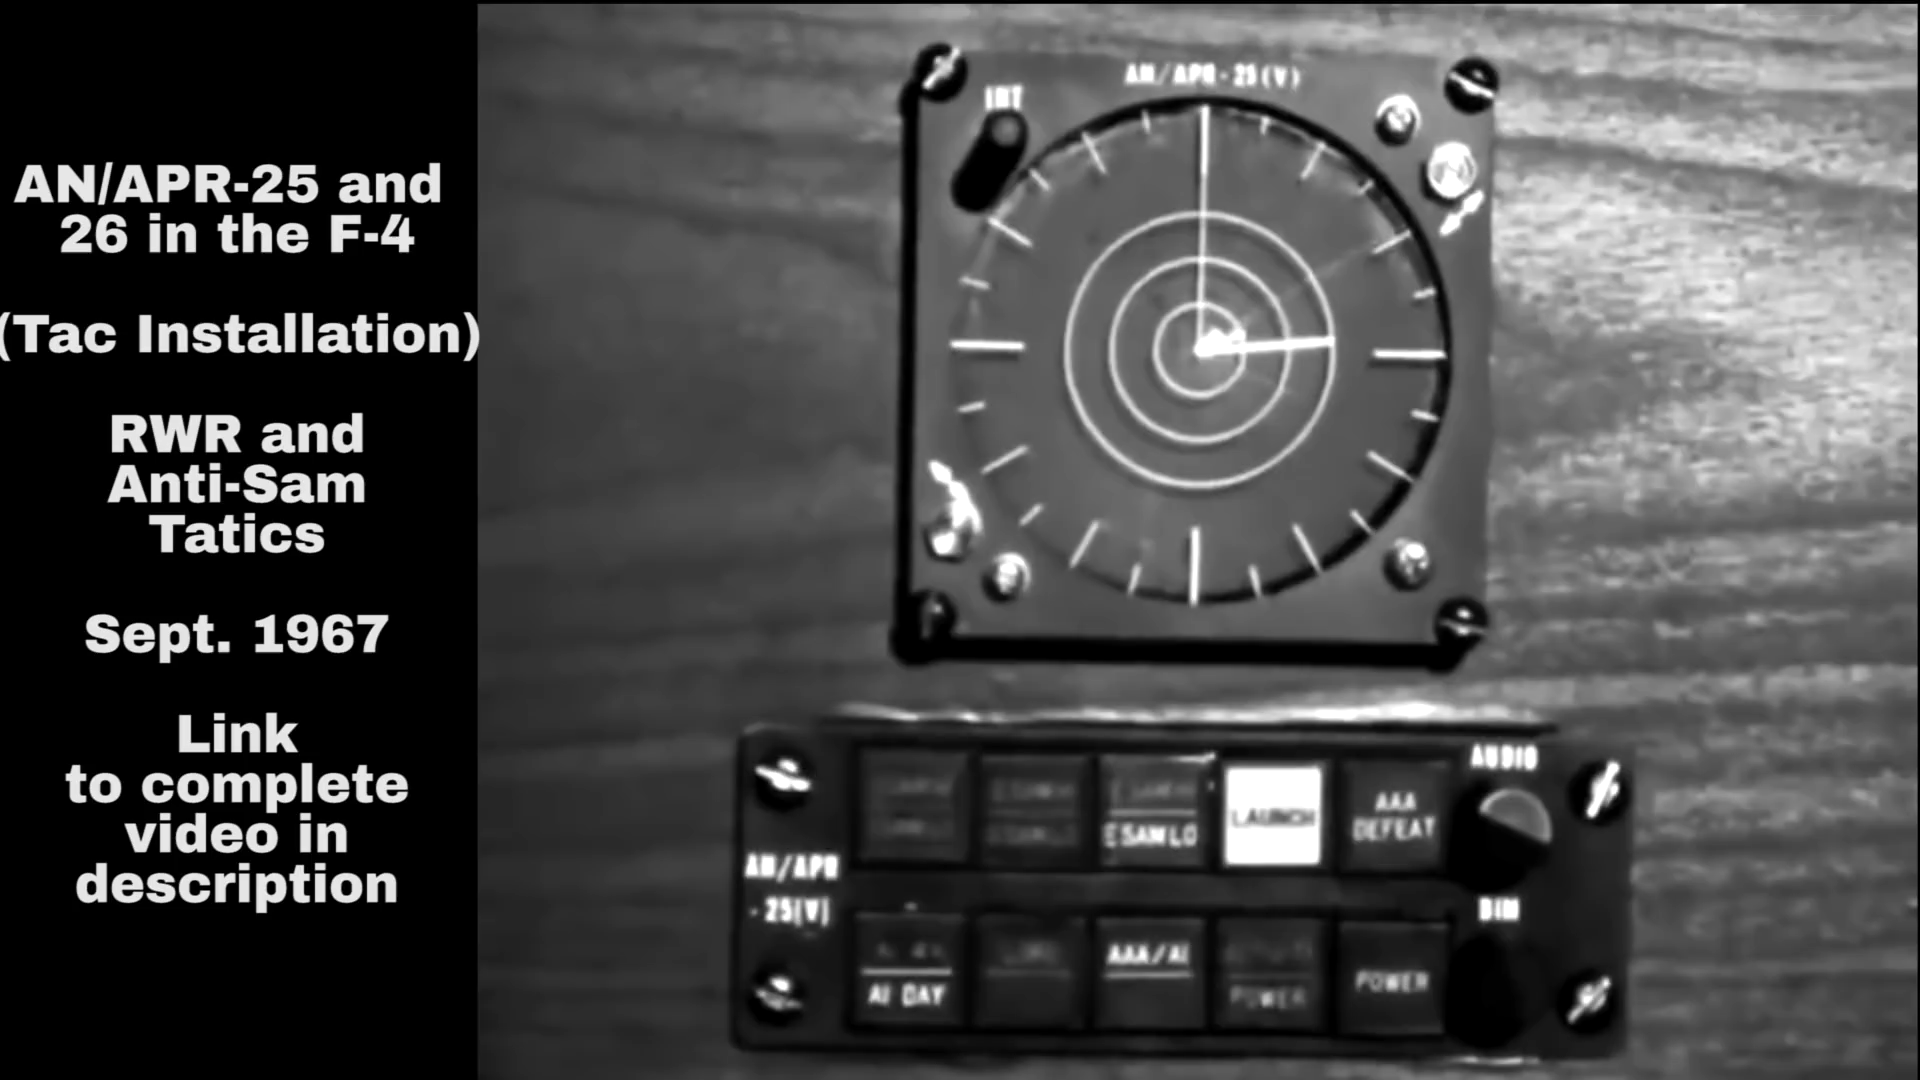 AN/APR-25 and
26 in the F-4
(Tac Installation)
RWR and
Anti-Sam
Tatics
Sept. 1967
Link
to complete
video in
description
AN/APR-25(V)
INT
AUDIO
LAUNCH
AAA
DEFEAT
ESAMLO
AN/APR
-25(V)
DIM
AAA/AI
AI DAY
POWER
POWER